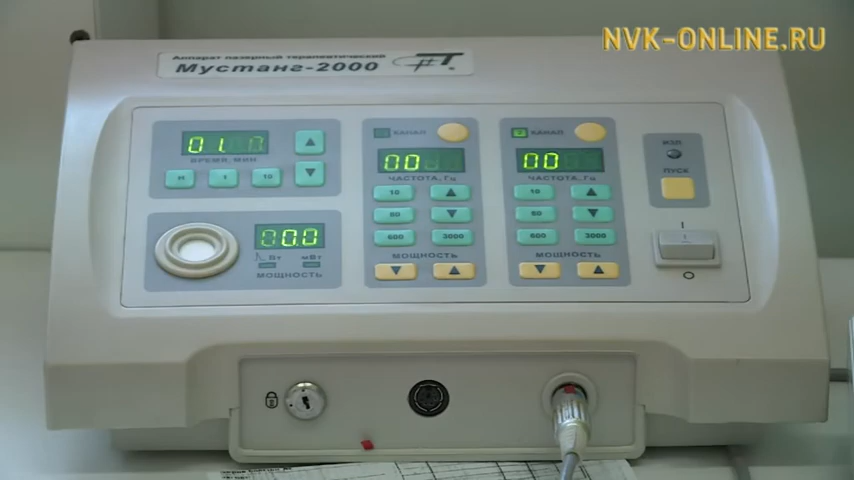 NVK-ONLINE.RU
Аппарат лазерный терапевтический
Мустанг-2000
01.
ВРЕМЯ, МИН
1
10
0.0
Вт
мВт
МОЩНОСТЬ
КАНАЛ
00
ЧАСТОТА, Гц
10
80
600
3000
МОЩНОСТЬ
КАНАЛ
00
ЧАСТОТА, Гц
10
80
600
3000
МОЩНОСТЬ
ИЗЛ
ПУСК
I
O